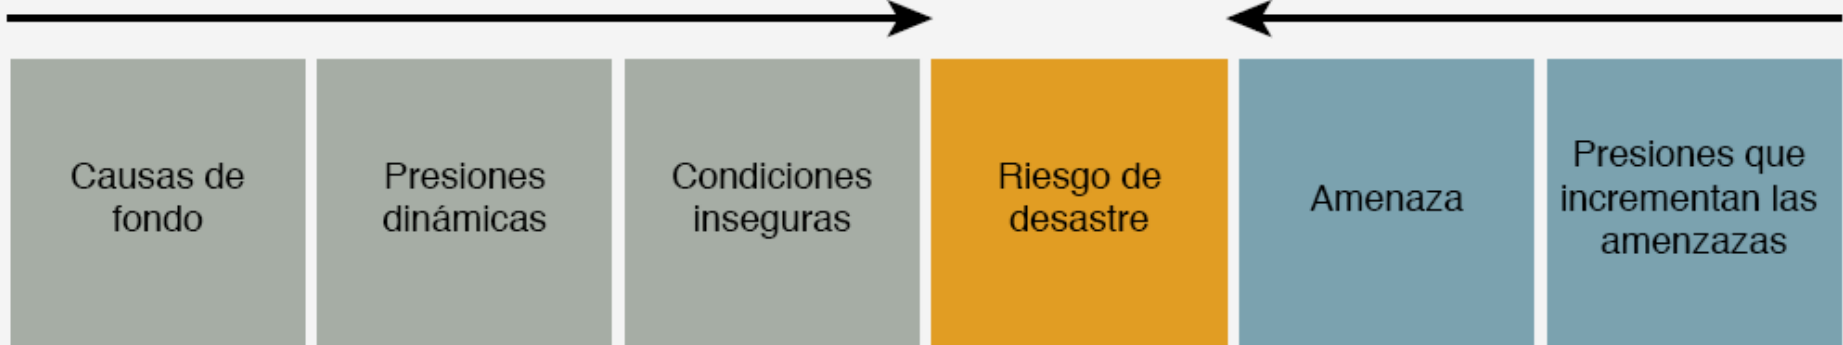 Causas de
fondo
Presiones
dinámicas
Condiciones
inseguras
Riesgo de
desastre
Amenaza
Presiones que
incrementan las
amenzazas